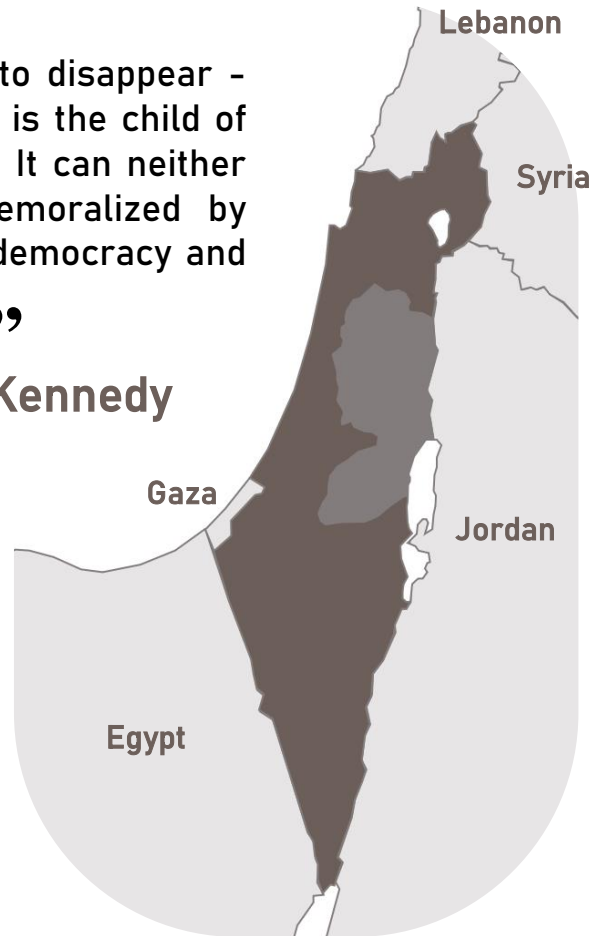 to disappear -
is the child of
It can neither
emoralized by
democracy and
”
Kennedy
Lebanon
Syria
Gaza
Jordan
Egypt